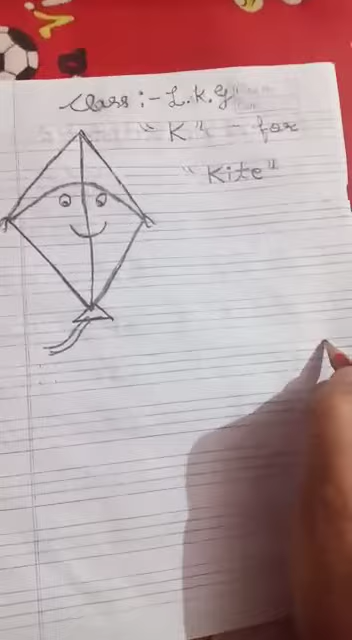 Class :- L.K.G
"K" - for
"Kite"